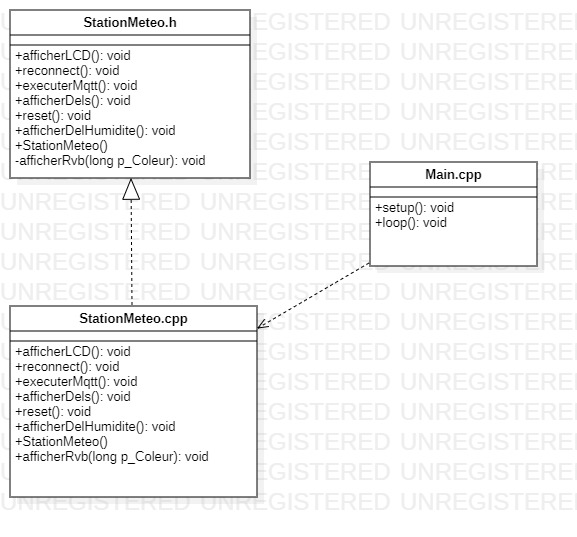 StationMeteo.h
+afficherLCD(): void
+reconnect(): void
+executerMqtt(): void
+afficherDels(): void
+reset(): void
+afficherDelHumidite(): void
+StationMeteo()
-afficherRvb(long p_Coleur): void
Main.cpp
+setup(): void
+loop(): void
StationMeteo.cpp
+afficherLCD(): void
+reconnect(): void
+executerMqtt(): void
+afficherDels(): void
+reset(): void
+afficherDelHumidite(): void
+StationMeteo()
+afficherRvb(long p_Coleur): void
UNREGISTERED UNREGISTERED UNREGISTERED